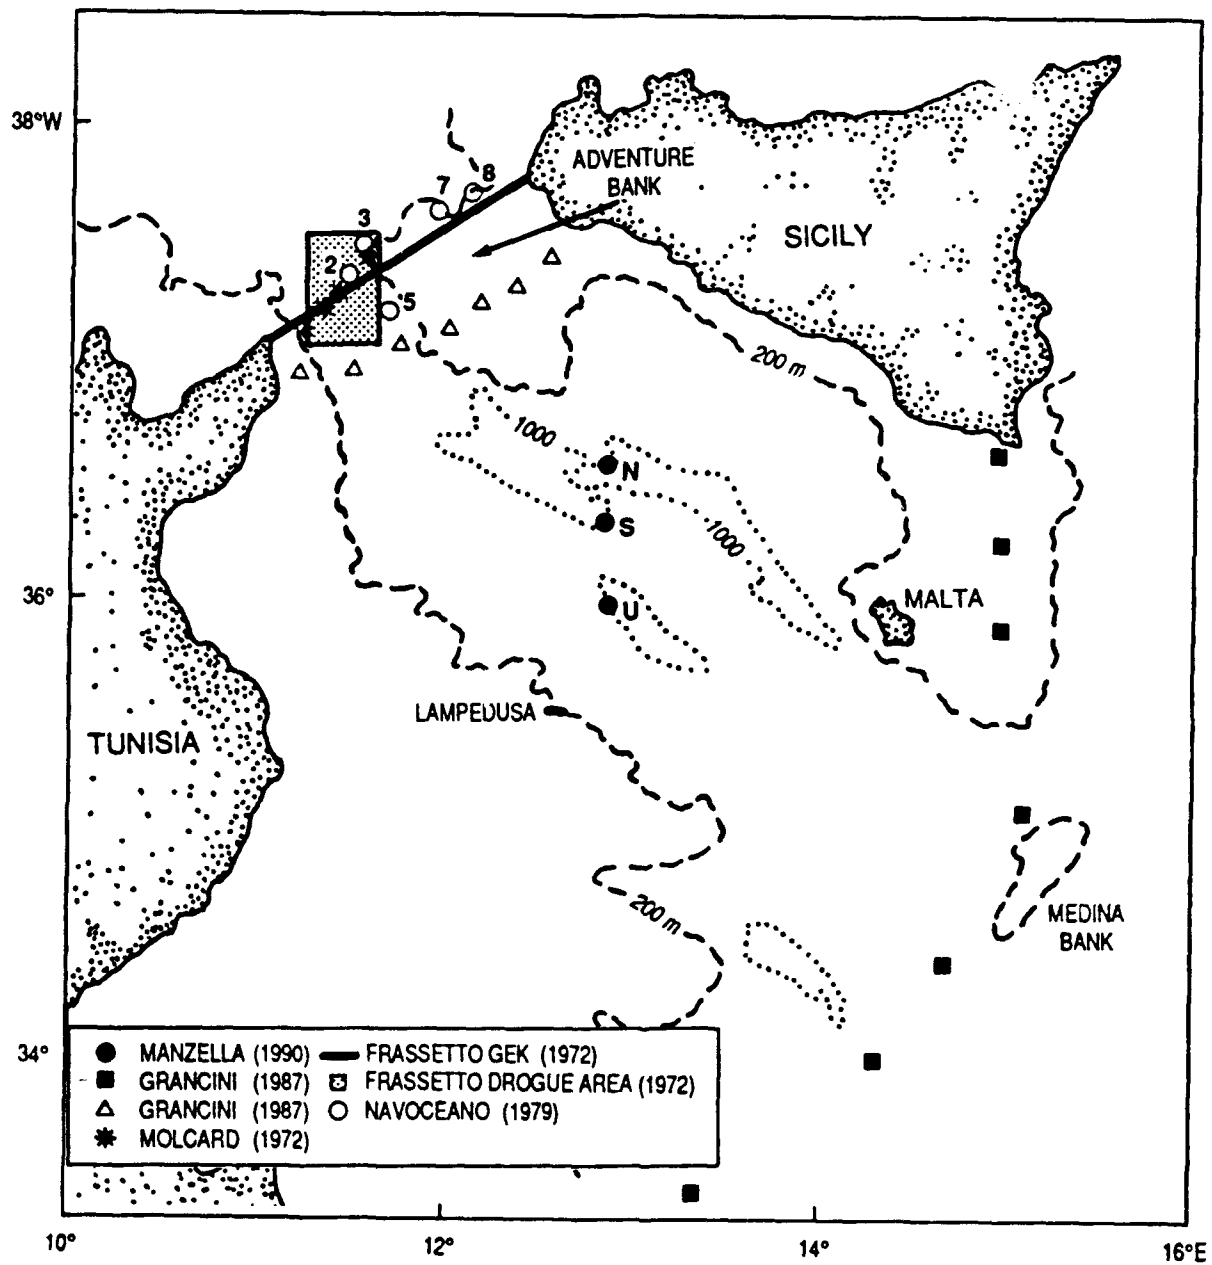 38°W
ADVENTURE
BANK
8
7
3
2
5
SICILY
200 m
1000
N
S
1000
36°
U
MALTA
LAMPEDUSA
TUNISIA
200 m
MEDINA
BANK
34°
MANZELLA (1990)
FRASSETTO GEK (1972)
GRANCINI (1987)
FRASSETTO DROGUE AREA (1972)
GRANCINI (1987)
NAVOCEANO (1979)
MOLCARD (1972)
10°
12°
14°
16°E